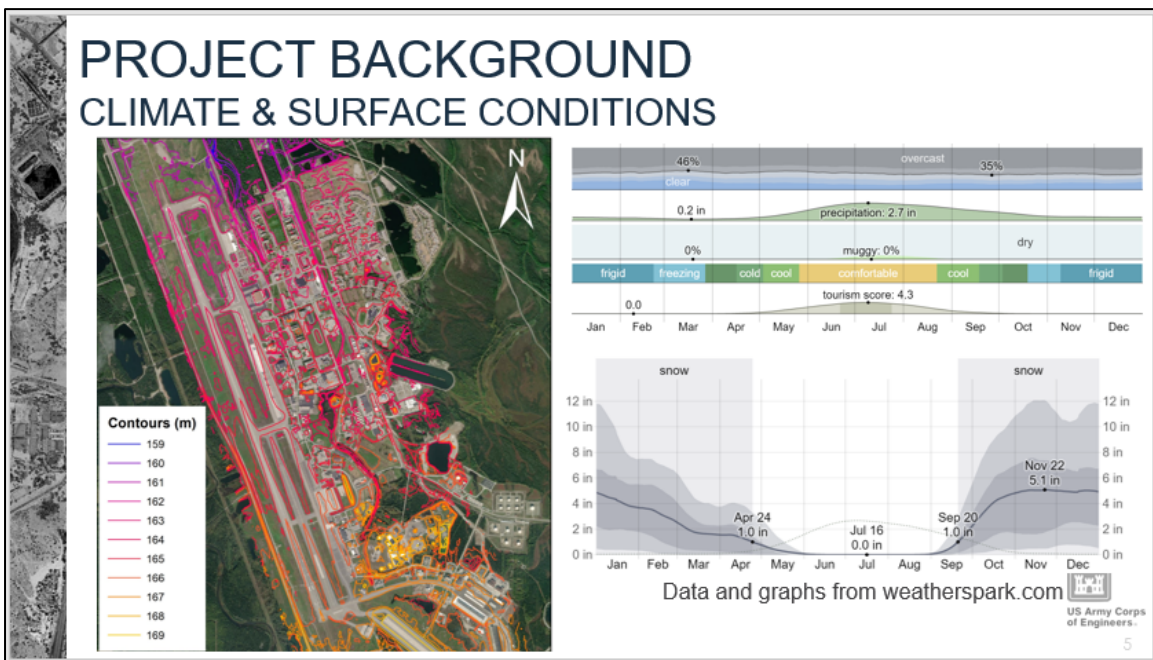 PROJECT BACKGROUND
CLIMATE & SURFACE CONDITIONS
N
Contours (m)
159
160
161
162
163
164
165
166
167
168
169
overcast
46%
35%
clear
0.2 in
precipitation: 2.7 in
dry
0%
muggy: 0%
frigid freezing cold cool comfortable cool frigid
0.0
tourism score: 4.3
Jan Feb Mar Apr May Jun Jul Aug Sep Oct Nov Dec
snow snow
12 in 12 in
10 in 10 in
8 in 8 in
6 in 6 in
4 in 4 in
2 in 2 in
0 in 0 in
Nov 22
5.1 in
Apr 24
1.0 in
Jul 16
0.0 in
Sep 20
1.0 in
Jan Feb Mar Apr May Jun Jul Aug Sep Oct Nov Dec
Data and graphs from weatherspark.com
US Army Corps
of Engineers®
5